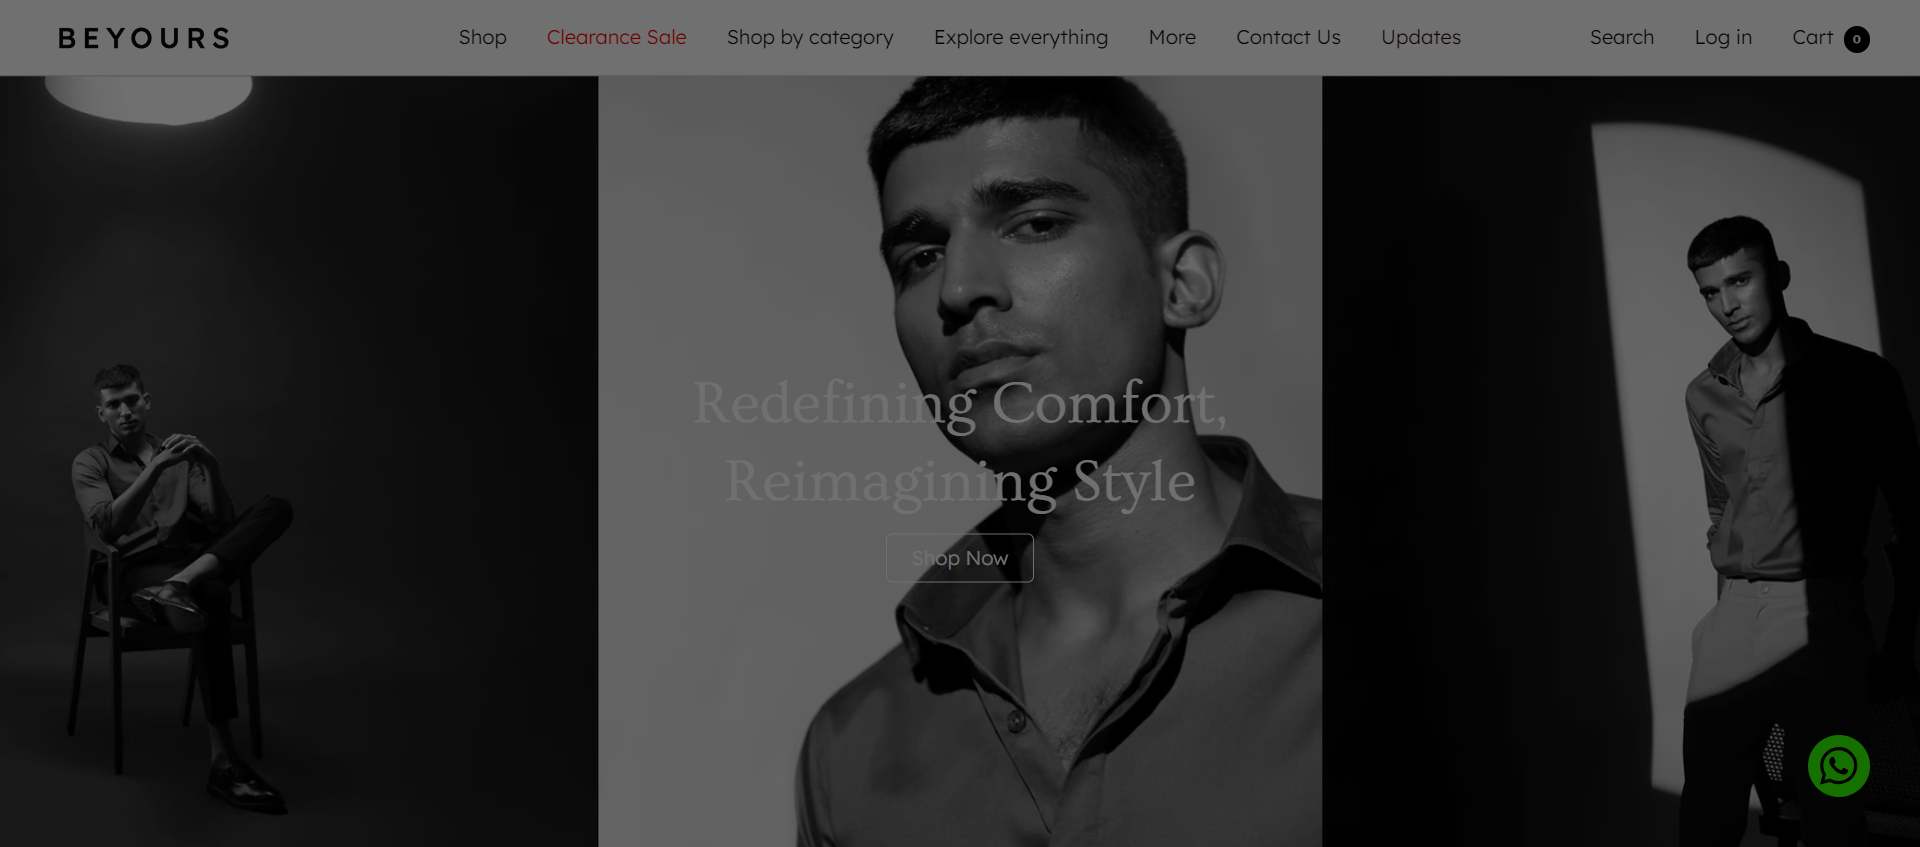 BEYOURS
Shop
Clearance Sale
Shop by category
Explore everything
More
Contact Us
Updates
Search
Log in
Cart 0
Redefining Comfort,
Reimagining Style
Shop Now